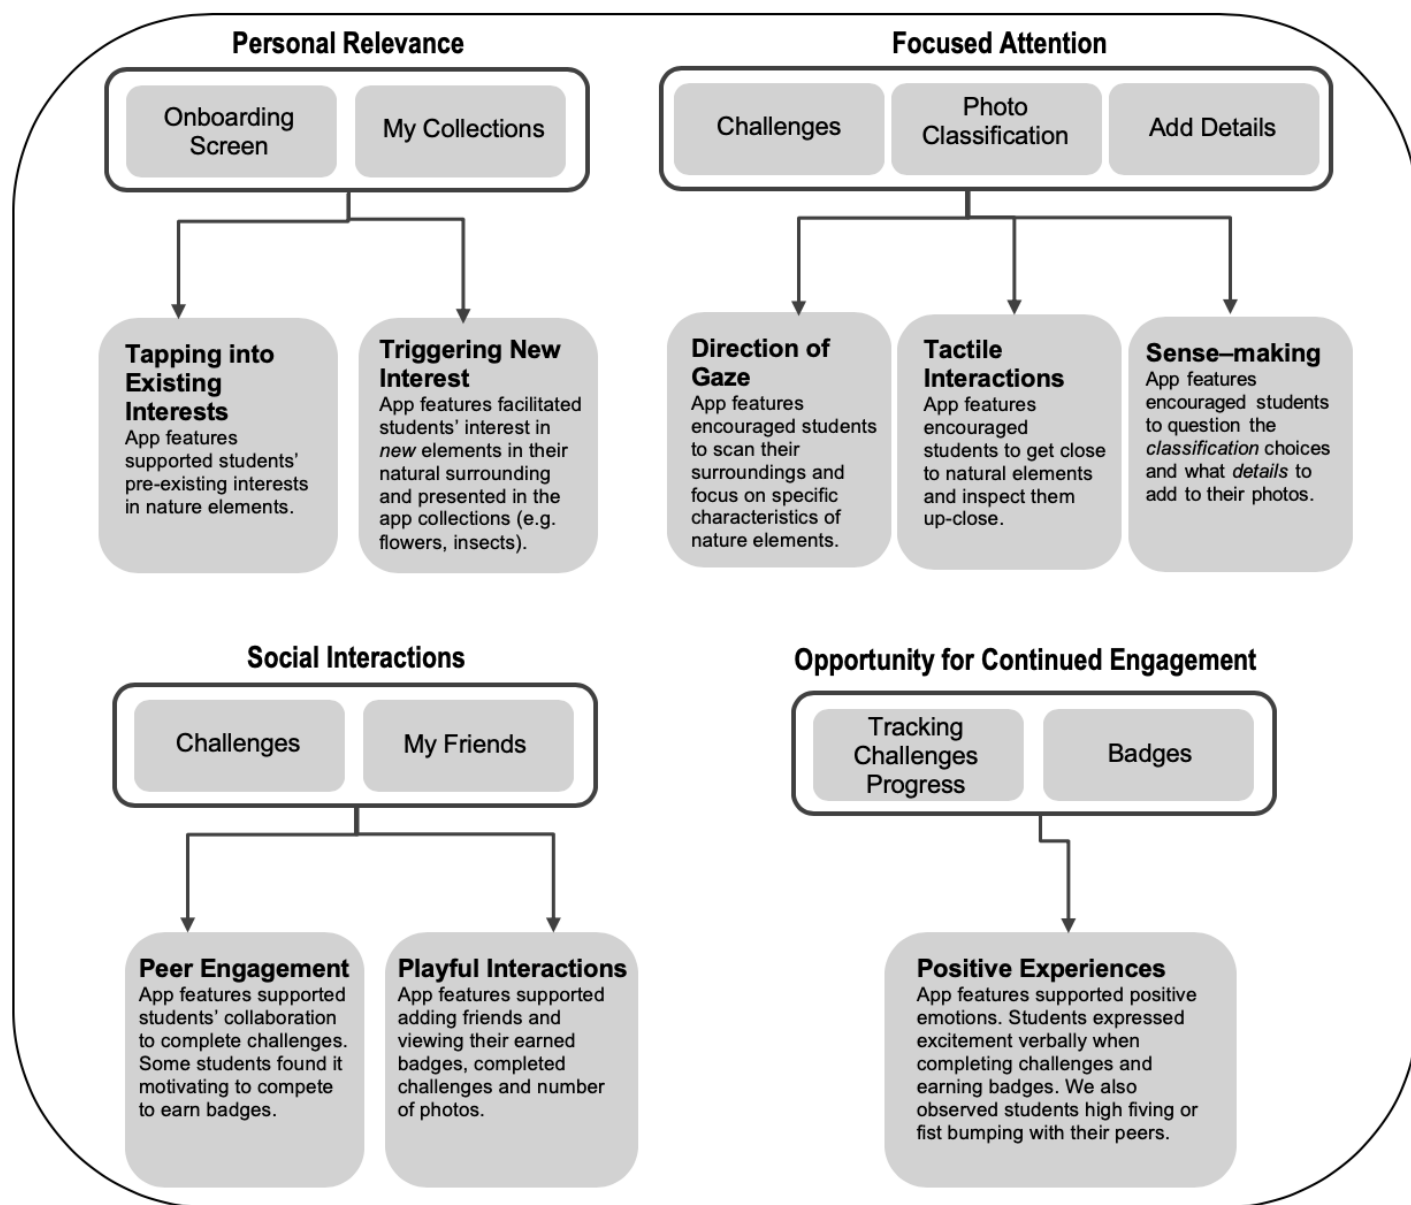 Personal Relevance
Onboarding
Screen
My Collections
Tapping into
Existing
Interests
App features
supported students’
pre-existing interests
in nature elements.
Triggering New
Interest
App features facilitated
students’ interest in
new elements in their
natural surrounding
and presented in the
app collections (e.g.
flowers, insects).
Focused Attention
Challenges
Photo
Classification
Add Details
Direction of
Gaze
App features
encouraged students
to scan their
surroundings and
focus on specific
characteristics of
nature elements.
Tactile
Interactions
App features
encouraged
students to get close
to natural elements
and inspect them
up-close.
Sense–making
App features
encouraged students
to question the
classification choices
and what details to
add to their photos.
Social Interactions
Challenges
My Friends
Peer Engagement
App features supported
students’ collaboration
to complete challenges.
Some students found it
motivating to compete
to earn badges.
Playful Interactions
App features supported
adding friends and
viewing their earned
badges, completed
challenges and number
of photos.
Opportunity for Continued Engagement
Tracking
Challenges
Progress
Badges
Positive Experiences
App features supported positive
emotions. Students expressed
excitement verbally when
completing challenges and
earning badges. We also
observed students high fiving or
fist bumping with their peers.